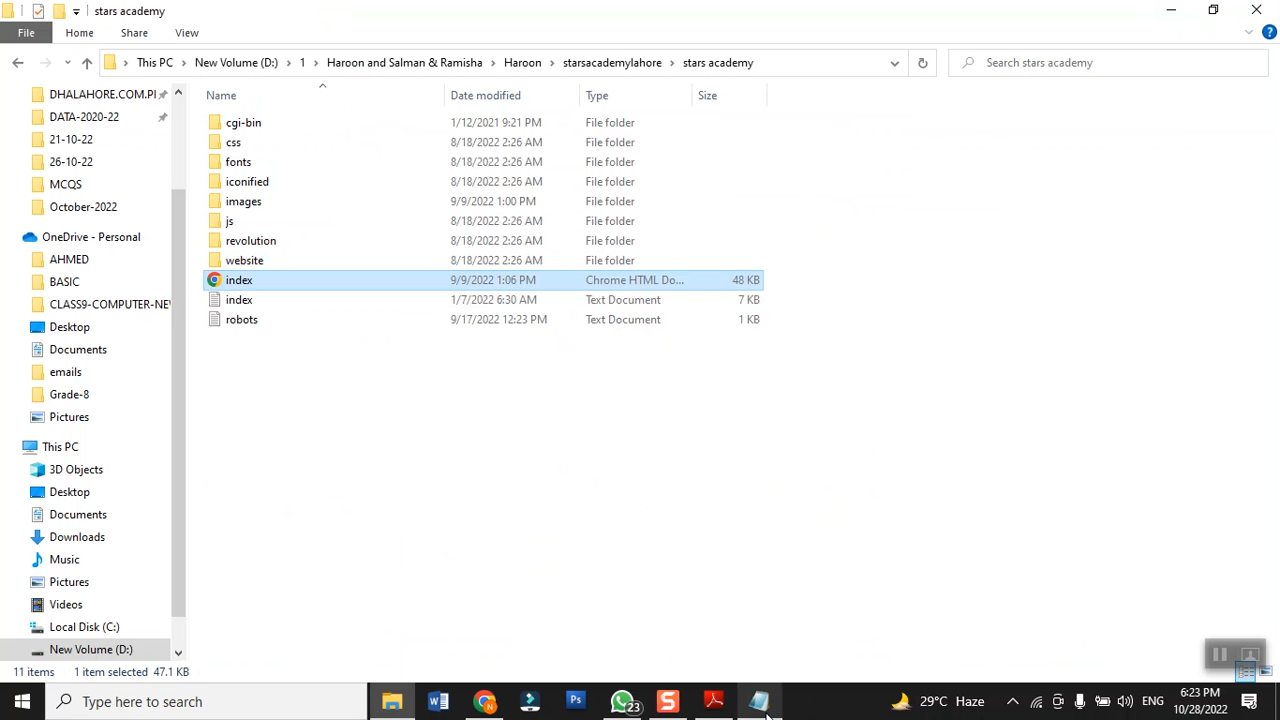 stars academy
File Home Share View
This PC New Volume (D:) 1 Haroon and Salman & Ramisha Haroon starsacademylahore stars academy Search stars academy
Name Date modified Type Size
DHALAHORE.COM.PI
DATA-2020-22
21-10-22
26-10-22
MCQS
October-2022
OneDrive - Personal
AHMED
BASIC
CLASS9-COMPUTER-NEW
Desktop
Documents
emails
Grade-8
Pictures
This PC
3D Objects
Desktop
Documents
Downloads
Music
Pictures
Videos
Local Disk (C:)
New Volume (D:)
cgi-bin 1/12/2021 9:21 PM File folder
css 8/18/2022 2:26 AM File folder
fonts 8/18/2022 2:26 AM File folder
iconified 8/18/2022 2:26 AM File folder
images 9/9/2022 1:00 PM File folder
js 8/18/2022 2:26 AM File folder
revolution 8/18/2022 2:26 AM File folder
website 8/18/2022 2:26 AM File folder
index 9/9/2022 1:06 PM Chrome HTML Do... 48 KB
index 1/7/2022 6:30 AM Text Document 7 KB
robots 9/17/2022 12:23 PM Text Document 1 KB
11 items 1 item selected 47.1 KB
Type here to search 23 29°C Haze ENG 6:23 PM
10/28/2022